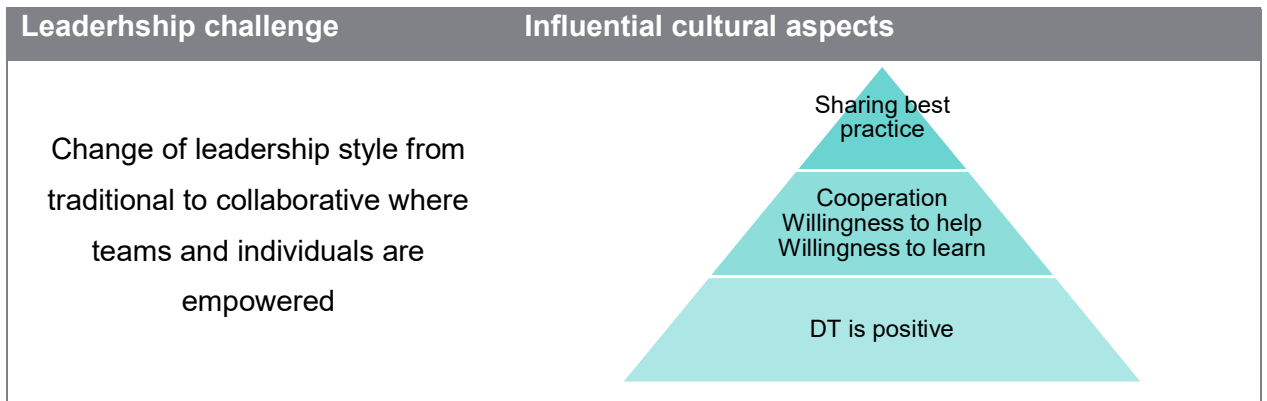 Leaderhship challenge
Influential cultural aspects
Change of leadership style from
traditional to collaborative where
teams and individuals are
empowered
Sharing best
practice
Cooperation
Willingness to help
Willingness to learn
DT is positive